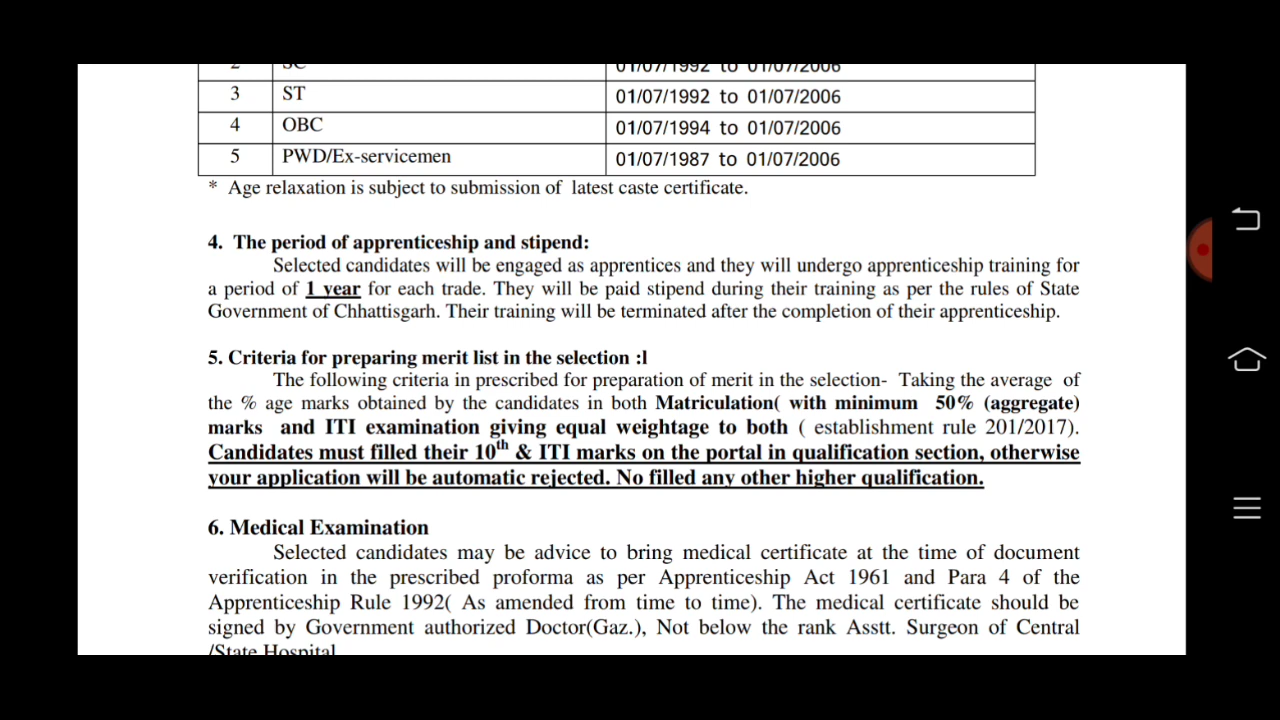 2 SC 01/07/1992 to 01/07/2006
3 ST 01/07/1992 to 01/07/2006
4 OBC 01/07/1994 to 01/07/2006
5 PWD/Ex-servicemen 01/07/1987 to 01/07/2006
* Age relaxation is subject to submission of latest caste certificate.
4. The period of apprenticeship and stipend:
Selected candidates will be engaged as apprentices and they will undergo apprenticeship training for
a period of 1 year for each trade. They will be paid stipend during their training as per the rules of State
Government of Chhattisgarh. Their training will be terminated after the completion of their apprenticeship.
5. Criteria for preparing merit list in the selection :l
The following criteria in prescribed for preparation of merit in the selection- Taking the average of
the % age marks obtained by the candidates in both Matriculation( with minimum 50% (aggregate)
marks and ITI examination giving equal weightage to both ( establishment rule 201/2017).
Candidates must filled their 10th & ITI marks on the portal in qualification section, otherwise
your application will be automatic rejected. No filled any other higher qualification.
6. Medical Examination
Selected candidates may be advice to bring medical certificate at the time of document
verification in the prescribed proforma as per Apprenticeship Act 1961 and Para 4 of the
Apprenticeship Rule 1992( As amended from time to time). The medical certificate should be
signed by Government authorized Doctor(Gaz.), Not below the rank Asstt. Surgeon of Central
/State Hospital